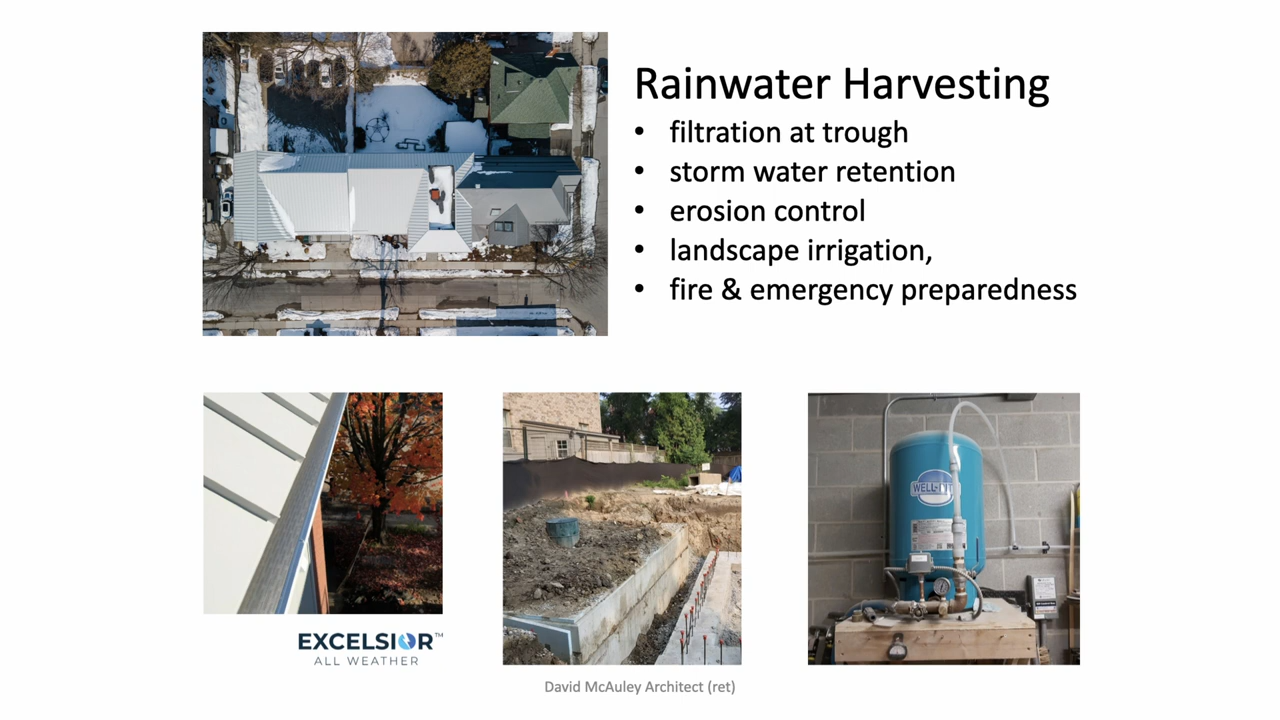 Rainwater Harvesting
• filtration at trough
• storm water retention
• erosion control
• landscape irrigation,
• fire & emergency preparedness
EXCELSIOR™
ALL WEATHER
David McAuley Architect (ret)